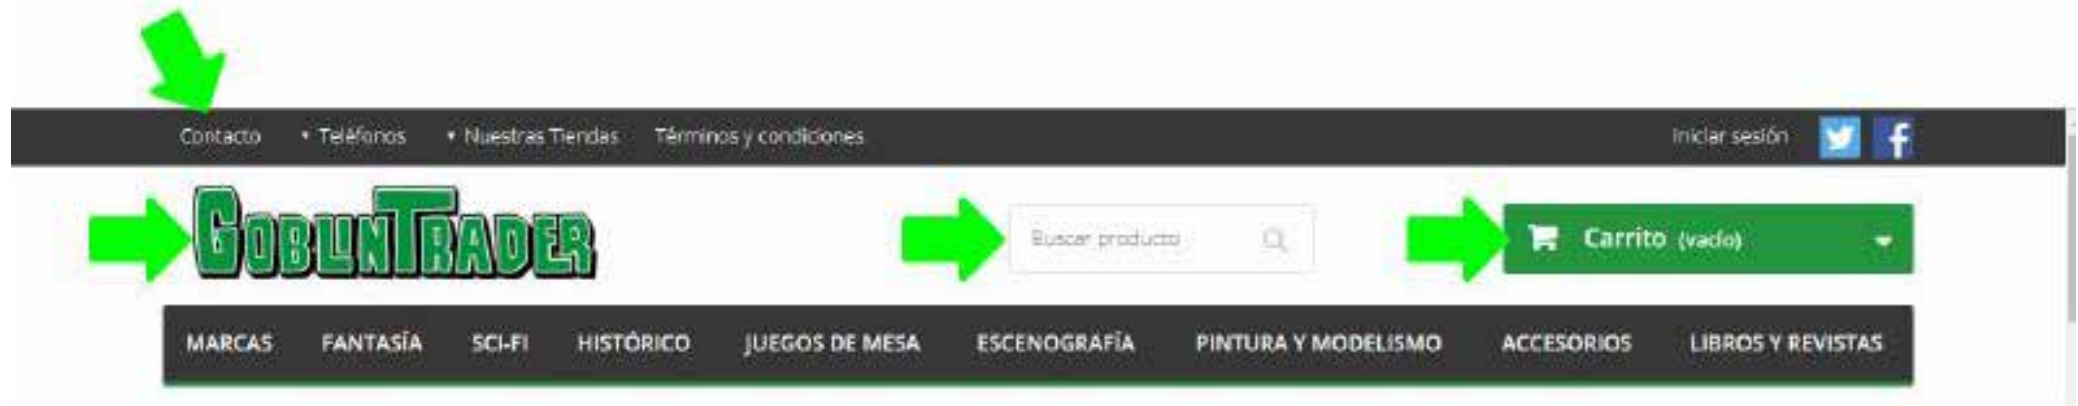 Contacto ▾ Teléfonos ▾ Nuestras Tiendas Términos y condiciones Iniciar sesión
GOBLINTRADER Buscar producto Carrito (vacío)
MARCAS FANTASÍA SCI-FI HISTÓRICO JUEGOS DE MESA ESCENOGRAFÍA PINTURA Y MODELISMO ACCESORIOS LIBROS Y REVISTAS